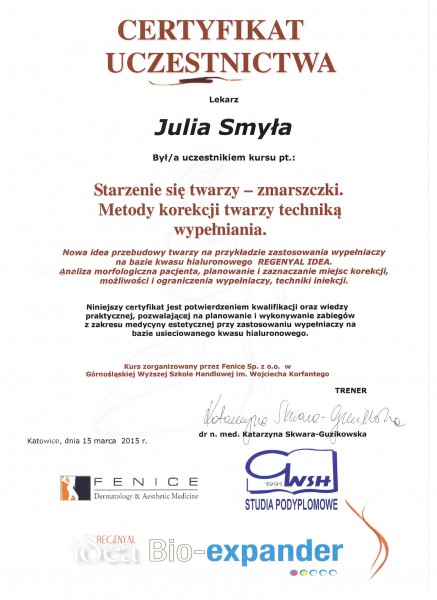 CERTYFIKAT
UCZESTNICTWA
Lekarz
Julia Smyła
Był/a uczestnikiem kursu pt.:
Starzenie się twarzy – zmarszczki.
Metody korekcji twarzy techniką
wypełniania.
Nowa idea przebudowy twarzy na przykładzie zastosowania wypełniaczy
na bazie kwasu hialuronowego REGENYAL IDEA.
Analiza morfologiczna pacjenta, planowanie i zaznaczanie miejsc korekcji,
możliwości i ograniczenia wypełniaczy, techniki iniekcji.
Niniejszy certyfikat jest potwierdzeniem kwalifikacji oraz wiedzy
praktycznej, pozwalającej na planowanie i wykonywanie zabiegów
z zakresu medycyny estetycznej przy zastosowaniu wypełniaczy na
bazie usieciowanego kwasu hialuronowego.
Kurs zorganizowany przez Fenice Sp. z o.o. w
Górnośląskiej Wyższej Szkole Handlowej im. Wojciecha Korfantego
TRENER
Katarzyna Skwara-Guzikowska
Katowice, dnia 15 marca 2015 r.
dr n. med. Katarzyna Skwara-Guzikowska
FENICE
Dermatology & Aesthetic Medicine
GWSH
1991
STUDIA PODYPLOMOWE
REGENYAL
idea
Bio-expander